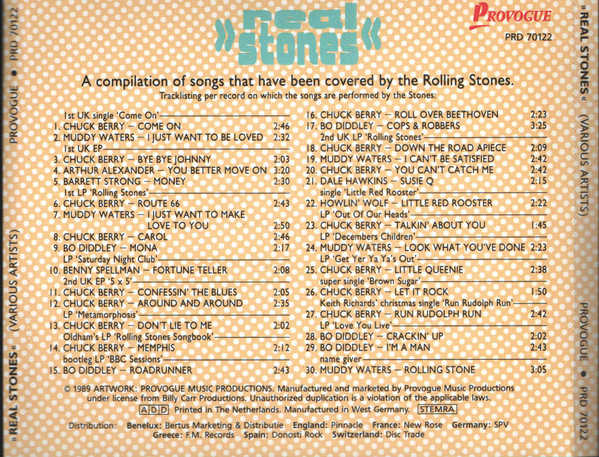 »REAL STONES« (VARIOUS ARTISTS) PROVOGUE ● PRD 70122
»real stones«
PROVOGUE
PRD 70122
A compilation of songs that have been covered by the Rolling Stones.
Tracklisting per record on which the songs are performed by the Stones:
1st UK single 'Come On'
1. CHUCK BERRY – COME ON 2:46
2. MUDDY WATERS – I JUST WANT TO BE LOVED 2:32
1st UK EP
3. CHUCK BERRY – BYE BYE JOHNNY 2:03
4. ARTHUR ALEXANDER – YOU BETTER MOVE ON 3:20
5. BARRETT STRONG – MONEY 2:30
1st LP 'Rolling Stones'
6. CHUCK BERRY – ROUTE 66 2:43
7. MUDDY WATERS – I JUST WANT TO MAKE
LOVE TO YOU 2:50
8. CHUCK BERRY – CAROL 2:46
9. BO DIDDLEY – MONA 2:17
LP 'Saturday Night Club'
10. BENNY SPELLMAN – FORTUNE TELLER 2:08
2nd UK EP '5 x 5'
11. CHUCK BERRY – CONFESSIN' THE BLUES 2:05
12. CHUCK BERRY – AROUND AND AROUND 2:35
LP 'Metamorphosis'
13. CHUCK BERRY – DON'T LIE TO ME 2:02
Oldham's LP 'Rolling Stones Songbook'
14. CHUCK BERRY – MEMPHIS 2:12
bootleg LP 'BBC Sessions'
15. BO DIDDLEY – ROADRUNNER 2:43
16. CHUCK BERRY – ROLL OVER BEETHOVEN 2:23
17. BO DIDDLEY – COPS & ROBBERS 3:25
2nd UK LP 'Rolling Stones'
18. CHUCK BERRY – DOWN THE ROAD APIECE 2:09
19. MUDDY WATERS – I CAN'T BE SATISFIED 2:42
20. CHUCK BERRY – YOU CAN'T CATCH ME 2:42
21. DALE HAWKINS – SUSIE Q 2:15
single 'Little Red Rooster'
22. HOWLIN' WOLF – LITTLE RED ROOSTER 2:22
LP 'Out Of Our Heads'
23. CHUCK BERRY – TALKIN' ABOUT YOU 1:45
LP 'Decembers Children'
24. MUDDY WATERS – LOOK WHAT YOU'VE DONE 2:23
LP 'Get Yer Ya Ya's Out'
25. CHUCK BERRY – LITTLE QUEENIE 2:38
super single 'Brown Sugar'
26. CHUCK BERRY – LET IT ROCK 1:50
Keith Richards' christmas single 'Run Rudolph Run'
27. CHUCK BERRY – RUN RUDOLPH RUN 2:42
LP 'Love You Live'
28. BO DIDDLEY – CRACKIN' UP 2:02
29. BO DIDDLEY – I'M A MAN 2:43
name giver
30. MUDDY WATERS – ROLLING STONE 3:05
© 1989 ARTWORK: PROVOGUE MUSIC PRODUCTIONS. Manufactured and marketed by Provogue Music Productions
under license from Billy Carr Productions. Unauthorized duplication is a violation of the applicable laws.
ADD Printed in The Netherlands. Manufactured in West Germany. STEMRA
Distribution: Benelux: Bertus Marketing & Distributie England: Pinnacle France: New Rose Germany: SPV
Greece: F.M. Records Spain: Donosti Rock Switzerland: Disc Trade
»REAL STONES« (VARIOUS ARTISTS) PROVOGUE ● PRD 70122